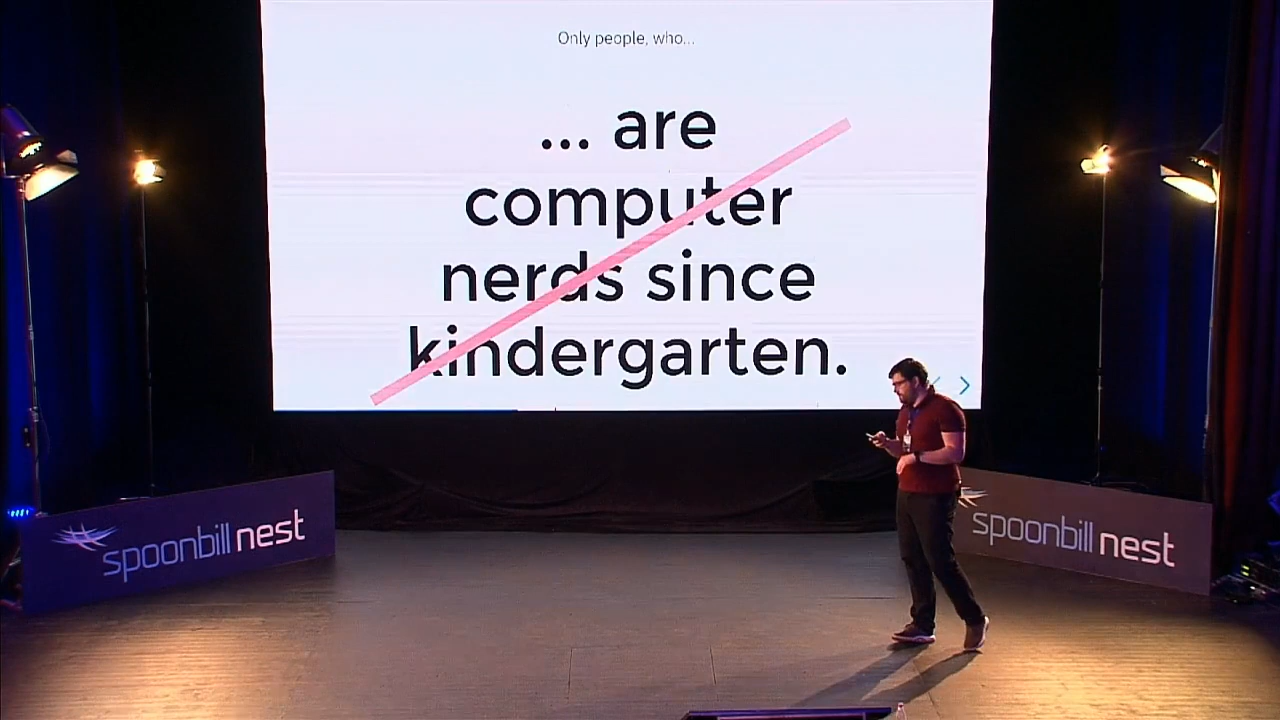 Only people, who...
... are
computer
nerds since
kindergarten.
spoonbill nest
spoonbill nest